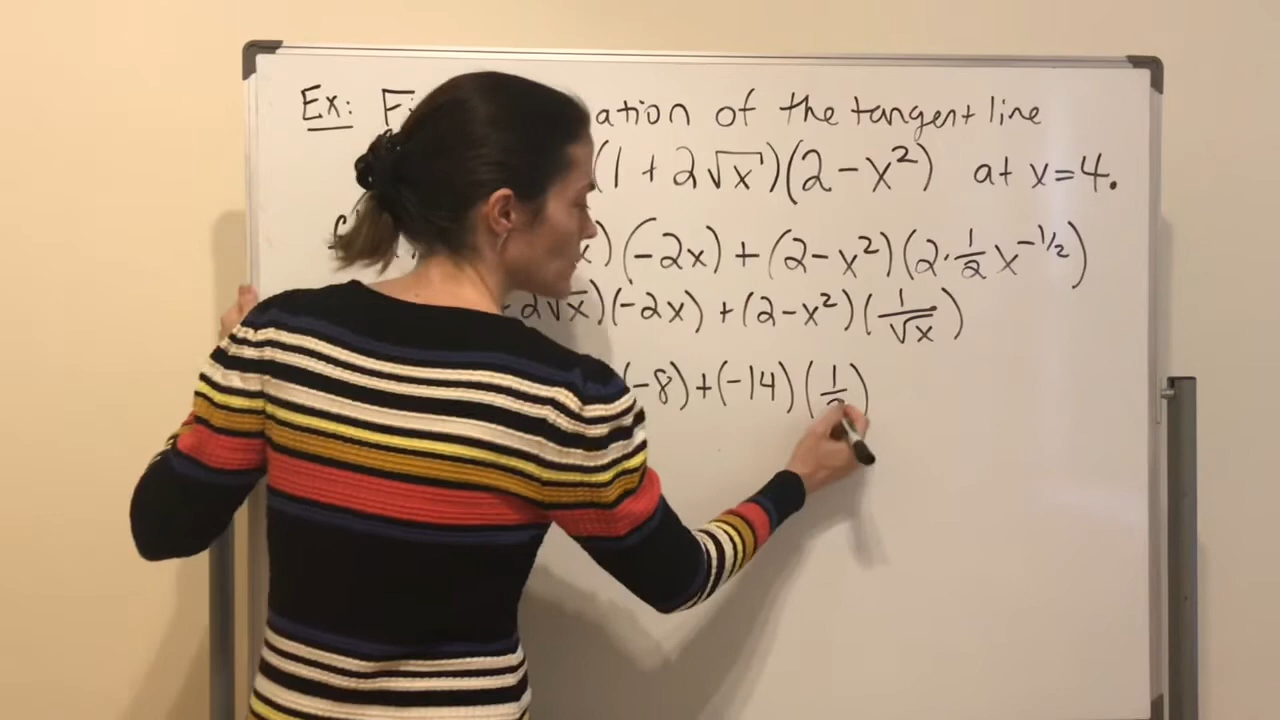 Ex: ation of the tangent line
(1 + 2√x)(2 - x²) at x=4.
)(-2x) + (2 - x²)(2·1/2 x^-1/2)
2√x)(-2x) + (2 - x²)(1/√x)
(-8)+(-14)(1/2)